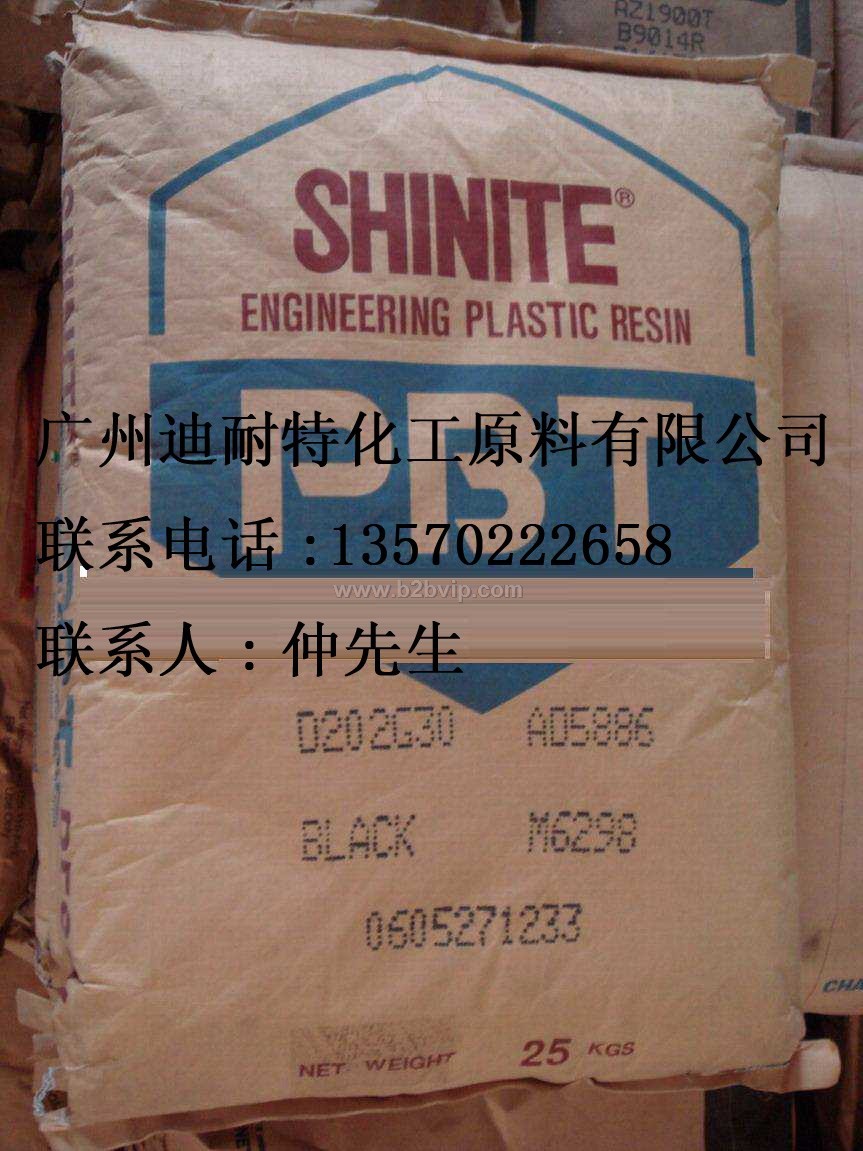 AZ1900T
B9014R
SHINITE®
ENGINEERING PLASTIC RESIN
PBT
广州迪耐特化工原料有限公司
联系电话:13570222658
www.b2bvip.com
联系人:仲先生
D202G30 AD5886
BLACK M6298
0605271233
CHA
NET WEIGHT 25 KGS